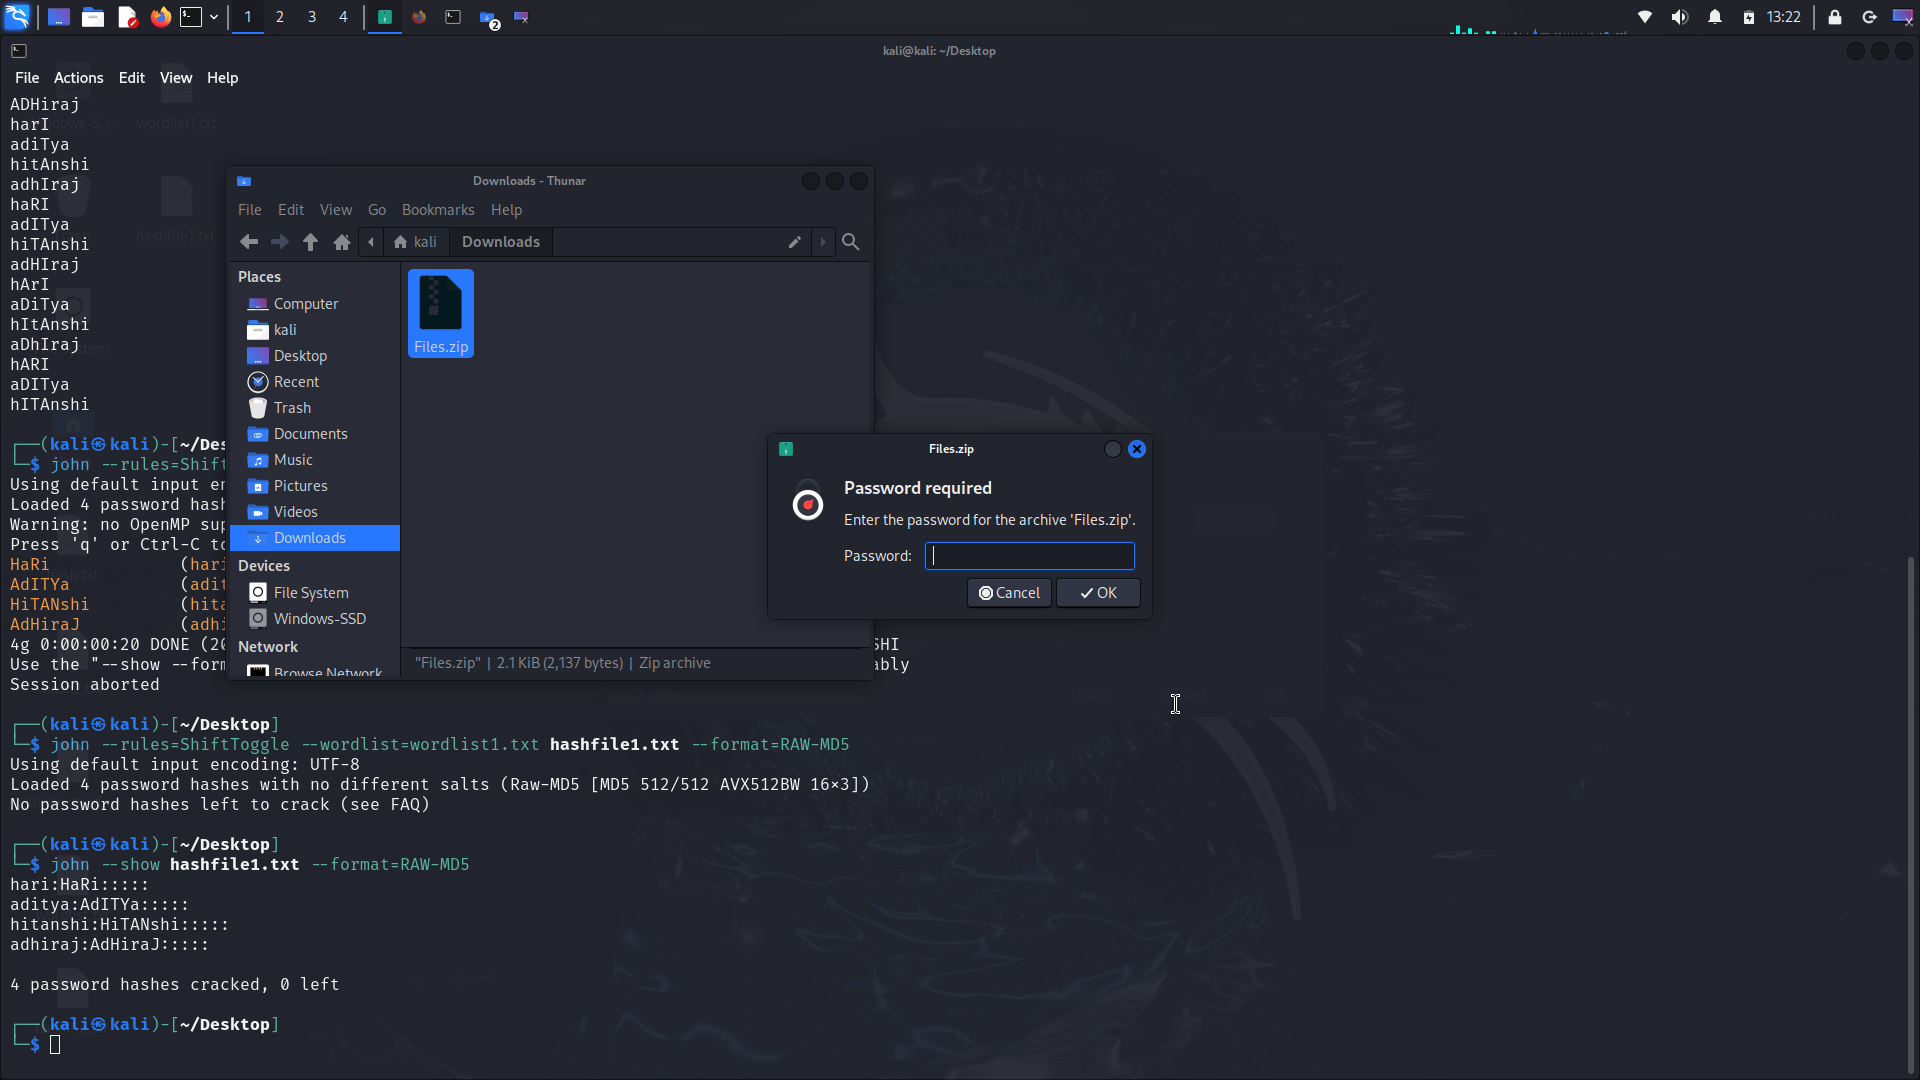 1 2 3 4 2 13:22
kali@kali: ~/Desktop
File Actions Edit View Help
ADHiraj
harI
adiTya
hitAnshi
adhIraj
haRI
adITya
hiTAnshi
adHIraj
hArI
aDiTya
hItAnshi
aDhIraj
hARI
aDITya
hITAnshi
wordlist1.txt
hashfile1.txt
┌──(kali㉿kali)-[~/Des
└─$ john --rules=Shift
Using default input en
Loaded 4 password hash
Warning: no OpenMP sup
Press 'q' or Ctrl-C to
HaRi (hari
AdITYa (adit
HiTANshi (hita
AdHiraJ (adhi
4g 0:00:00:20 DONE (20 SHI
Use the "--show --form ably
Session aborted
┌──(kali㉿kali)-[~/Desktop]
└─$ john --rules=ShiftToggle --wordlist=wordlist1.txt hashfile1.txt --format=RAW-MD5
Using default input encoding: UTF-8
Loaded 4 password hashes with no different salts (Raw-MD5 [MD5 512/512 AVX512BW 16×3])
No password hashes left to crack (see FAQ)
┌──(kali㉿kali)-[~/Desktop]
└─$ john --show hashfile1.txt --format=RAW-MD5
hari:HaRi:::::
aditya:AdITYa:::::
hitanshi:HiTANshi:::::
adhiraj:AdHiraJ:::::
4 password hashes cracked, 0 left
┌──(kali㉿kali)-[~/Desktop]
└─$
Downloads - Thunar
File Edit View Go Bookmarks Help
kali Downloads
Places
Computer
kali
Desktop
Recent
Trash
Documents
Music
Pictures
Videos
Downloads
Devices
File System
Windows-SSD
Network
Browse Network
Files.zip
"Files.zip" | 2.1 KiB (2,137 bytes) | Zip archive
Files.zip
Password required
Enter the password for the archive 'Files.zip'.
Password:
Cancel OK